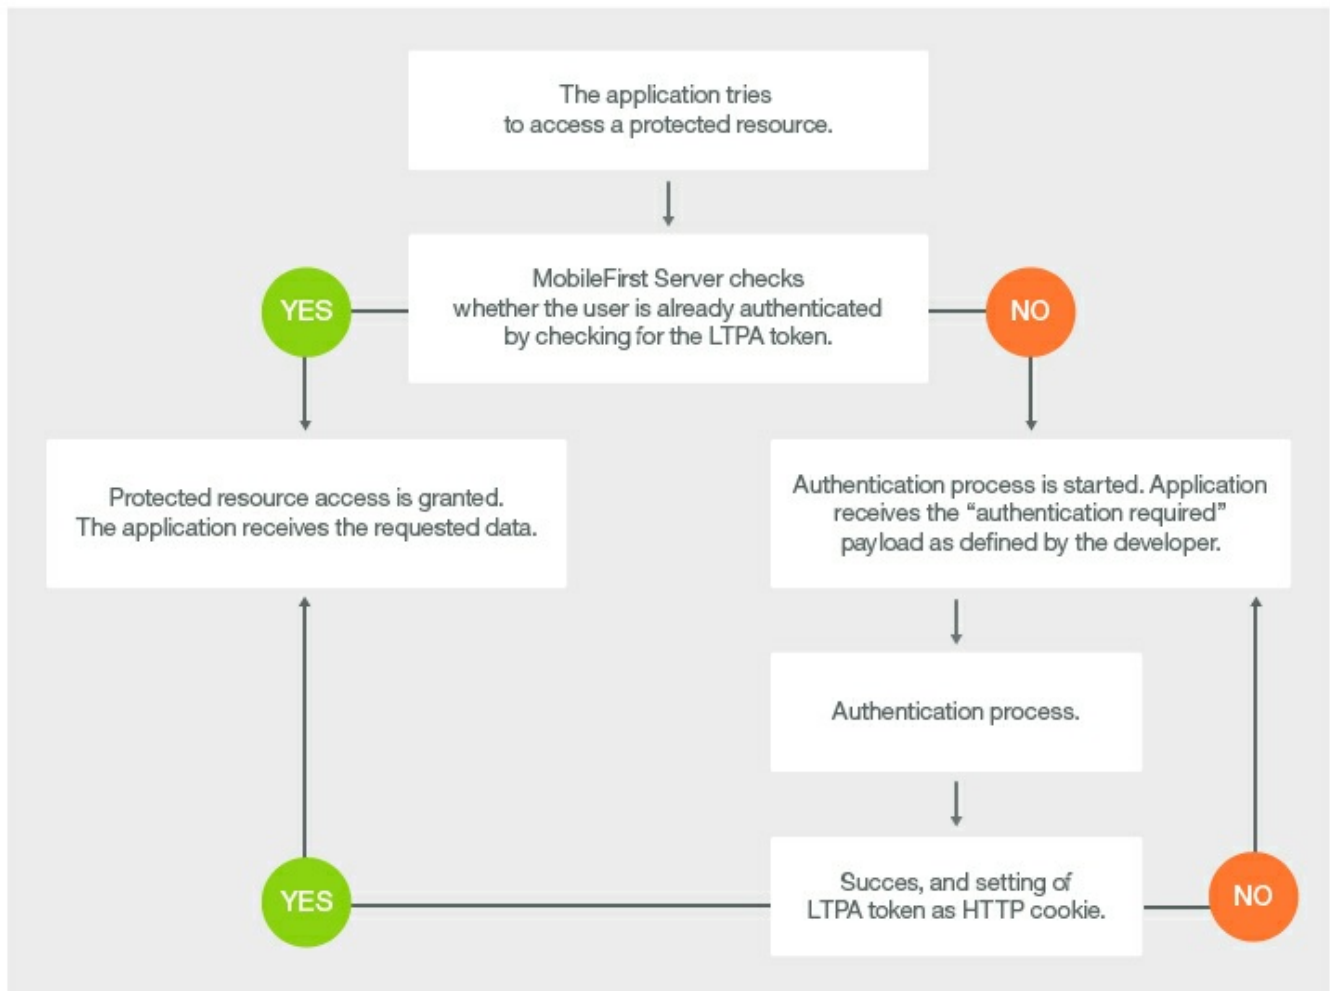 The application tries
to access a protected resource.
MobileFirst Server checks
whether the user is already authenticated
by checking for the LTPA token.
YES
NO
Protected resource access is granted.
The application receives the requested data.
Authentication process is started. Application
receives the “authentication required”
payload as defined by the developer.
Authentication process.
Succes, and setting of
LTPA token as HTTP cookie.
YES
NO